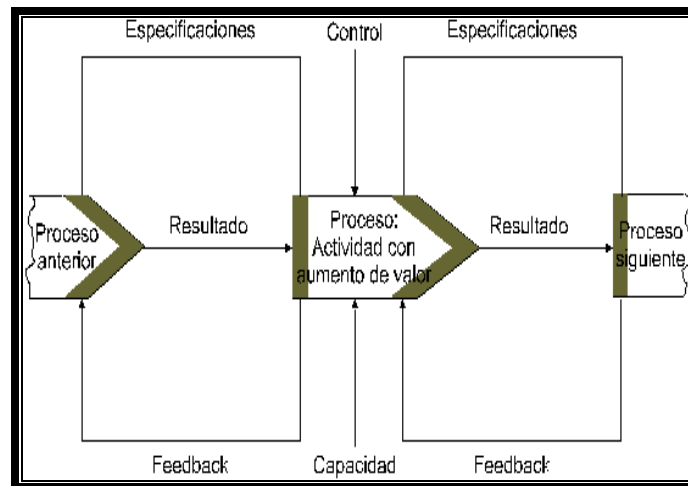 Especificaciones
Control
Especificaciones
Proceso
anterior
Resultado
Proceso:
Actividad con
aumento de valor
Resultado
Proceso
siguiente
Feedback
Capacidad
Feedback